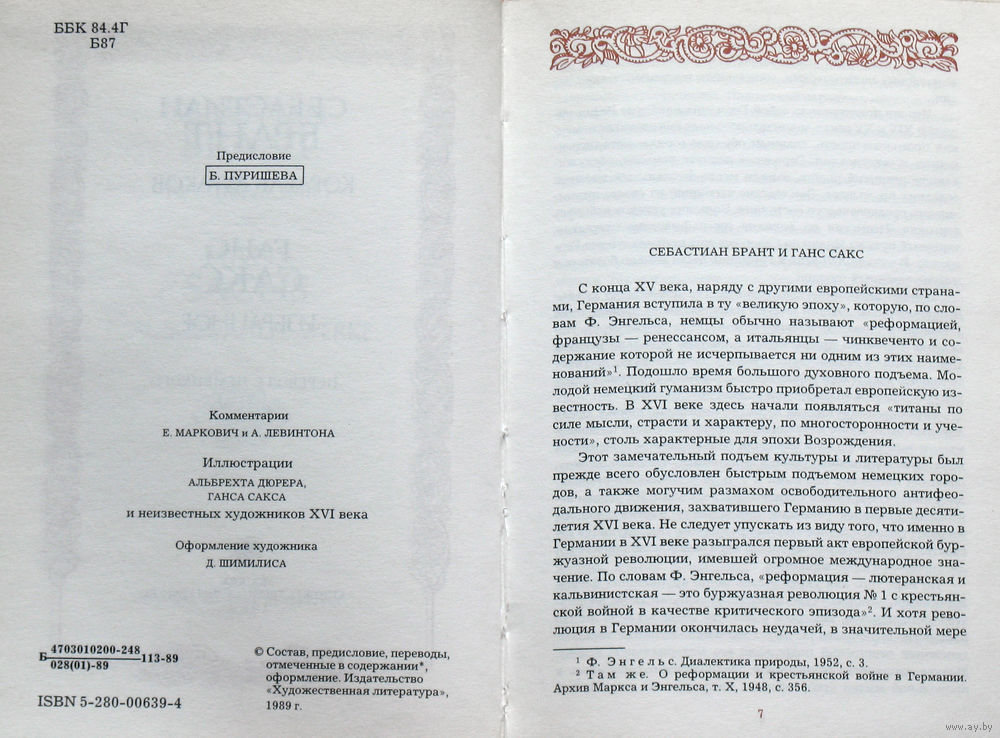 ББК 84.4Г
Б87
Предисловие
Б. ПУРИШЕВА
Комментарии
Е. МАРКОВИЧ и А. ЛЕВИНТОНА
Иллюстрации
АЛЬБРЕХТА ДЮРЕРА,
ГАНСА САКСА
и неизвестных художников XVI века
Оформление художника
Д. ШИМИЛИСА
Б 4703010200-248
028(01)-89
113-89
© Состав, предисловие, переводы,
отмеченные в содержании*,
оформление. Издательство
«Художественная литература»,
1989 г.
ISBN 5-280-00639-4
СЕБАСТИАН БРАНТ И ГАНС САКС
С конца XV века, наряду с другими европейскими страна-
ми, Германия вступила в ту «великую эпоху», которую, по сло-
вам Ф. Энгельса, немцы обычно называют «реформацией,
французы — ренессансом, а итальянцы — чинквеченто и со-
держание которой не исчерпывается ни одним из этих наиме-
нований»¹. Подошло время большого духовного подъема. Мо-
лодой немецкий гуманизм быстро приобретал европейскую из-
вестность. В XVI веке здесь начали появляться «титаны по
силе мысли, страсти и характеру, по многосторонности и уче-
ности», столь характерные для эпохи Возрождения.
Этот замечательный подъем культуры и литературы был
прежде всего обусловлен быстрым подъемом немецких горо-
дов, а также могучим размахом освободительного антифео-
дального движения, захватившего Германию в первые десяти-
летия XVI века. Не следует упускать из виду того, что именно в
Германии в XVI веке разыгрался первый акт европейской бур-
жуазной революции, имевшей огромное международное зна-
чение. По словам Ф. Энгельса, «реформация — лютеранская и
кальвинистская — это буржуазная революция № 1 с крестьян-
ской войной в качестве критического эпизода»². И хотя рево-
люция в Германии окончилась неудачей, в значительной мере
¹ Ф. Энгельс. Диалектика природы, 1952, с. 3.
² Там же. О реформации и крестьянской войне в Германии.
Архив Маркса и Энгельса, т. X, 1948, с. 356.
7
www.ay.by